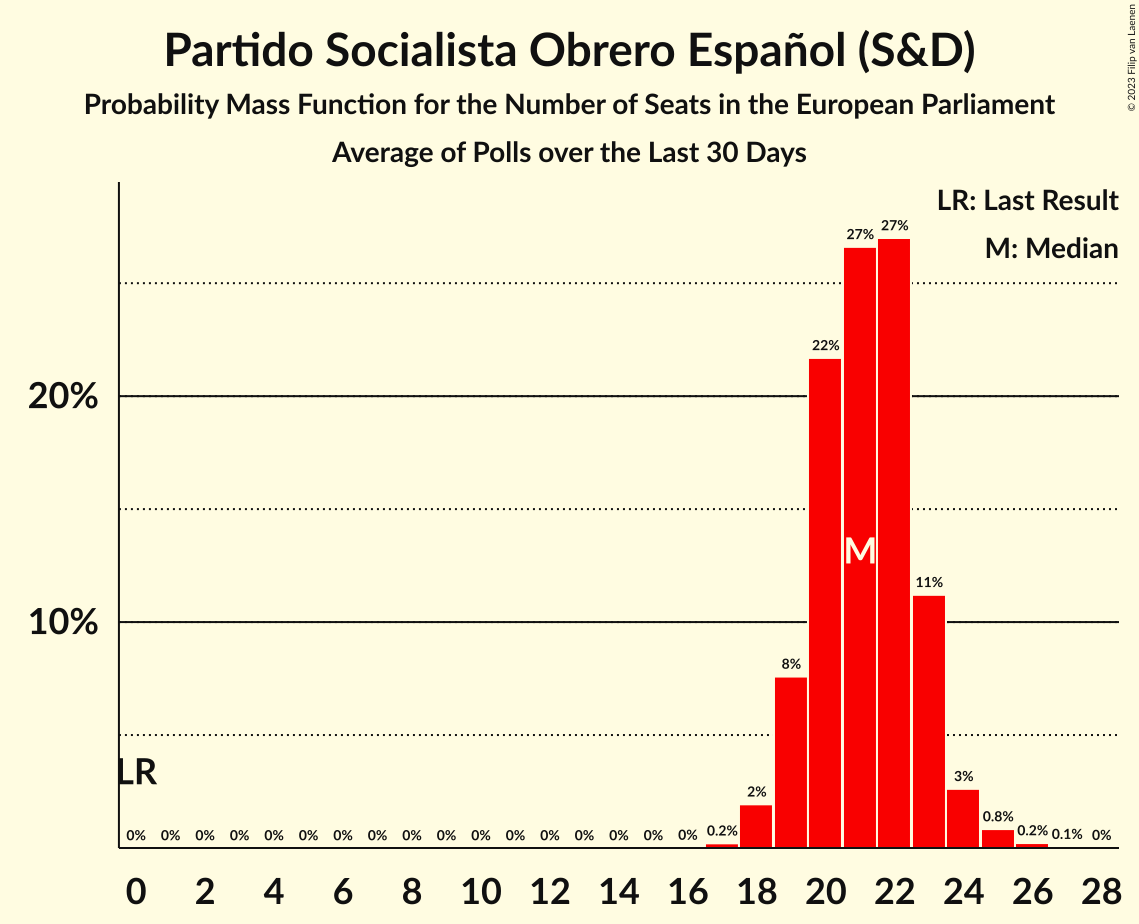 Partido Socialista Obrero Español (S&D)
Probability Mass Function for the Number of Seats in the European Parliament
Average of Polls over the Last 30 Days
© 2023 Filip van Laenen
LR: Last Result
M: Median
27% 27%
22%
20%
M
11%
10%
8%
LR
3%
2%
0% 0% 0% 0% 0% 0% 0% 0% 0% 0% 0% 0% 0% 0% 0% 0% 0% 0.2% 0.8% 0.2% 0.1% 0%
0 2 4 6 8 10 12 14 16 18 20 22 24 26 28